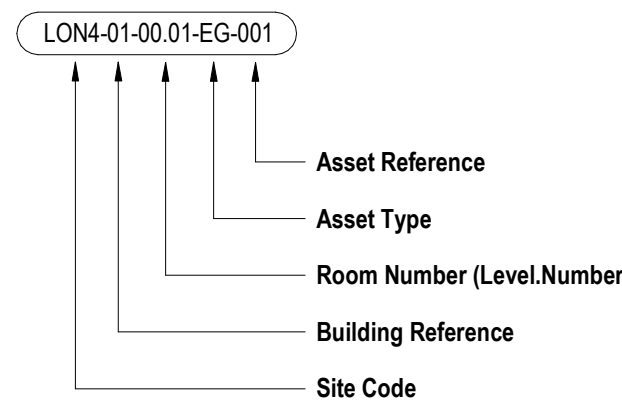 LON4-01-00.01-EG-001
Asset Reference
Asset Type
Room Number (Level.Number
Building Reference
Site Code